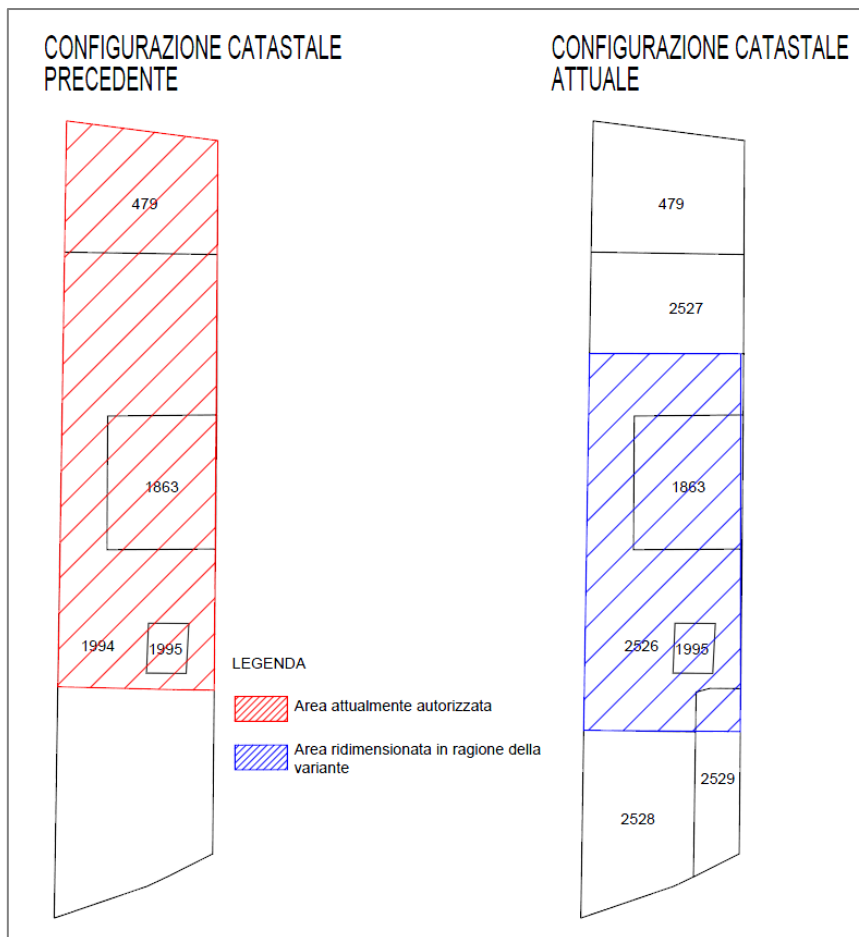 CONFIGURAZIONE CATASTALE
PRECEDENTE
479
1863
1994
1995
LEGENDA
Area attualmente autorizzata
Area ridimensionata in ragione della
variante
CONFIGURAZIONE CATASTALE
ATTUALE
479
2527
1863
2526
1995
2529
2528